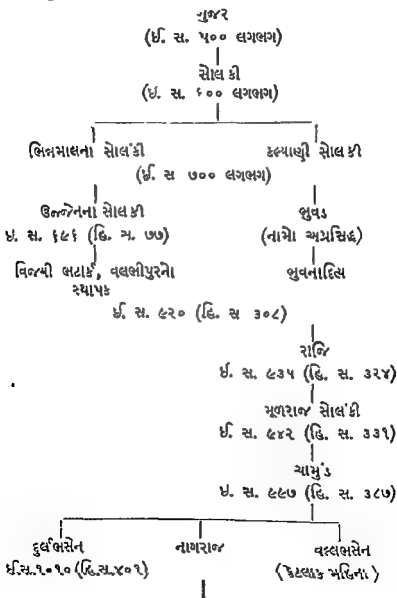 ગુજર
(ઈ. સ. ૫૦૦ લગભગ)
સોલંકી
(ઈ. સ. ૬૦૦ લગભગ)
ભિન્નમાલના સોલંકી કલ્યાણી સોલંકી
(ઈ. સ ૭૦૦ લગભગ)
ઉજ્જેનના સોલંકી ભુવડ
ઇ. સ. ૬૯૬ (હિ. સ. ૭૭) (નામો અપ્રસિદ્ધ)
વિજયી ભટાર્ક, વલભીપુરનો ભુવનાદિત્ય
સ્થાપક
ઈ. સ. ૯૨૦ (હિ. સ ૩૦૮)
રાજિ
ઈ. સ. ૯૩૫ (હિ. સ. ૩૨૪)
મૂળરાજ સોલંકી
ઈ. સ. ૯૪૨ (હિ. સ. ૩૩૧)
ચામુંડ
ઈ. સ. ૯૯૭ (હિ. સ. ૩૮૭)
દુર્લભસેન નાગરાજ વલ્લભસેન
ઈ.સ.૧૦૧૦ (હિ.સ.૪૦૧) (કેટલાક મહિના)